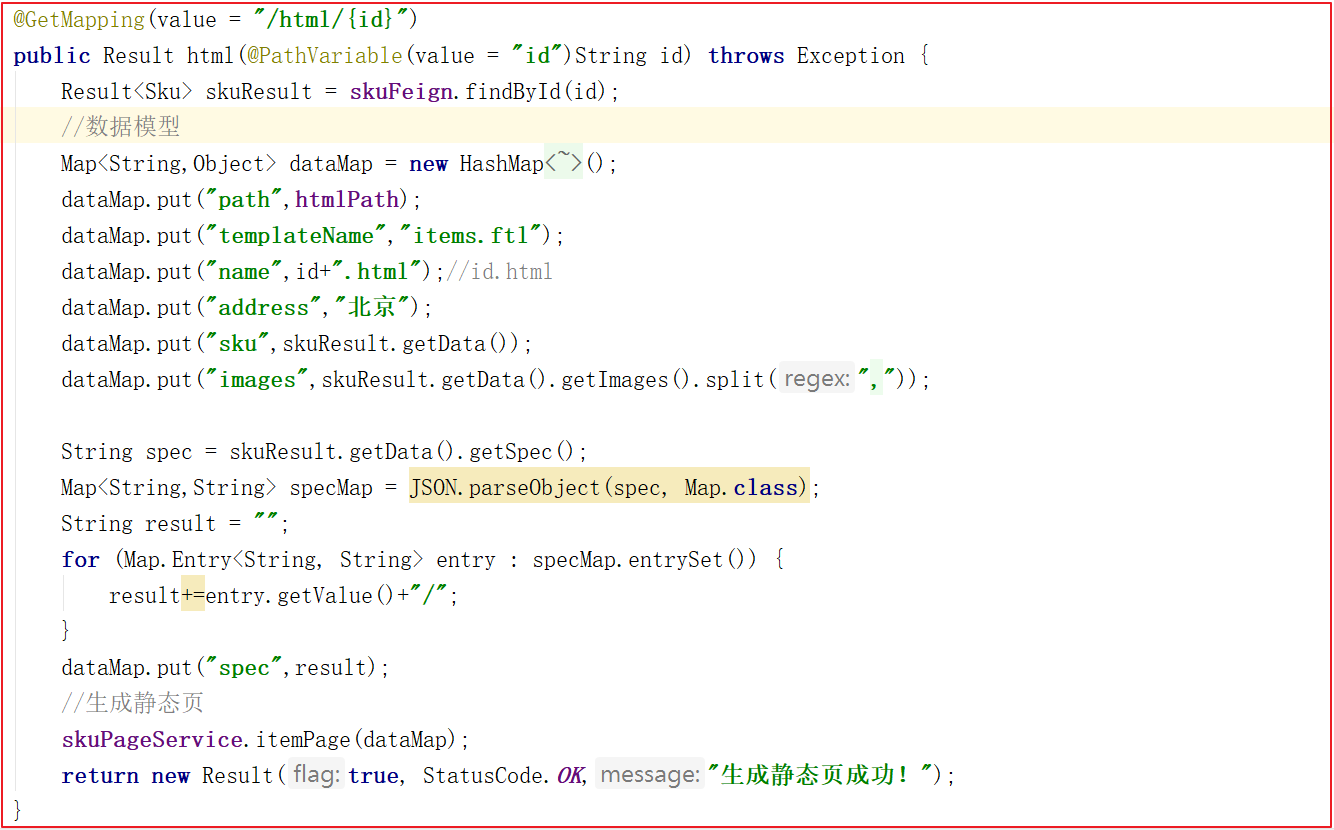 @GetMapping(value = "/html/{id}")
public Result html(@PathVariable(value = "id")String id) throws Exception {
Result<Sku> skuResult = skuFeign.findById(id);
//数据模型
Map<String,Object> dataMap = new HashMap<~>();
dataMap.put("path",htmlPath);
dataMap.put("templateName","items.ftl");
dataMap.put("name",id+".html");//id.html
dataMap.put("address","北京");
dataMap.put("sku",skuResult.getData());
dataMap.put("images",skuResult.getData().getImages().split( regex: ","));
String spec = skuResult.getData().getSpec();
Map<String,String> specMap = JSON.parseObject(spec, Map.class);
String result = "";
for (Map.Entry<String, String> entry : specMap.entrySet()) {
result+=entry.getValue()+"/";
}
dataMap.put("spec",result);
//生成静态页
skuPageService.itemPage(dataMap);
return new Result( flag: true, StatusCode.OK, message: "生成静态页成功！");
}